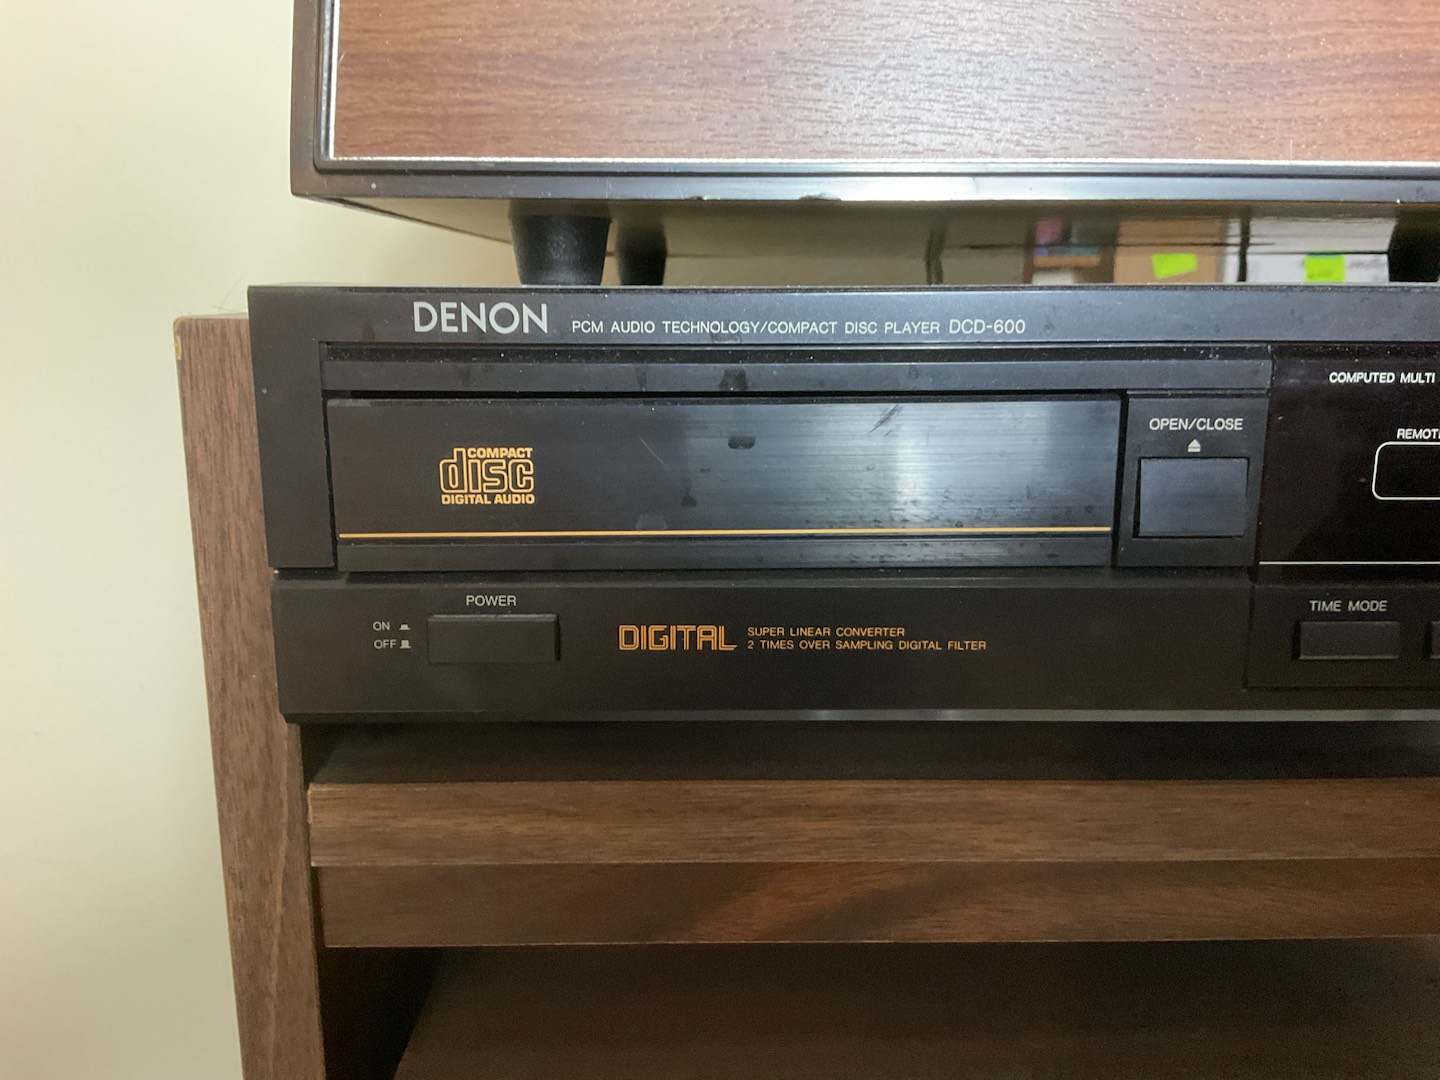 DENON PCM AUDIO TECHNOLOGY/COMPACT DISC PLAYER DCD-600
COMPUTED MULTI
OPEN/CLOSE
COMPACT
disc
DIGITAL AUDIO
POWER
ON
OFF
DIGITAL
SUPER LINEAR CONVERTER
2 TIMES OVER SAMPLING DIGITAL FILTER
TIME MODE